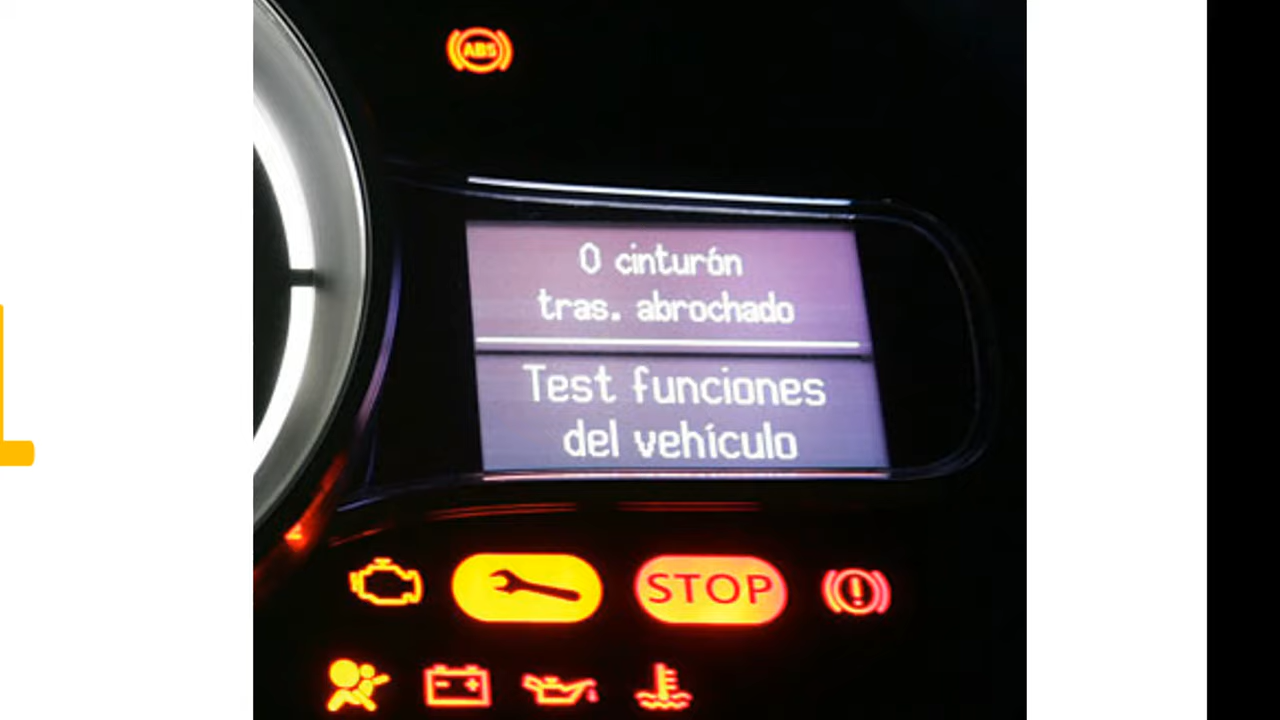 ABS
0 cinturón
tras. abrochado
Test funciones
del vehículo
STOP